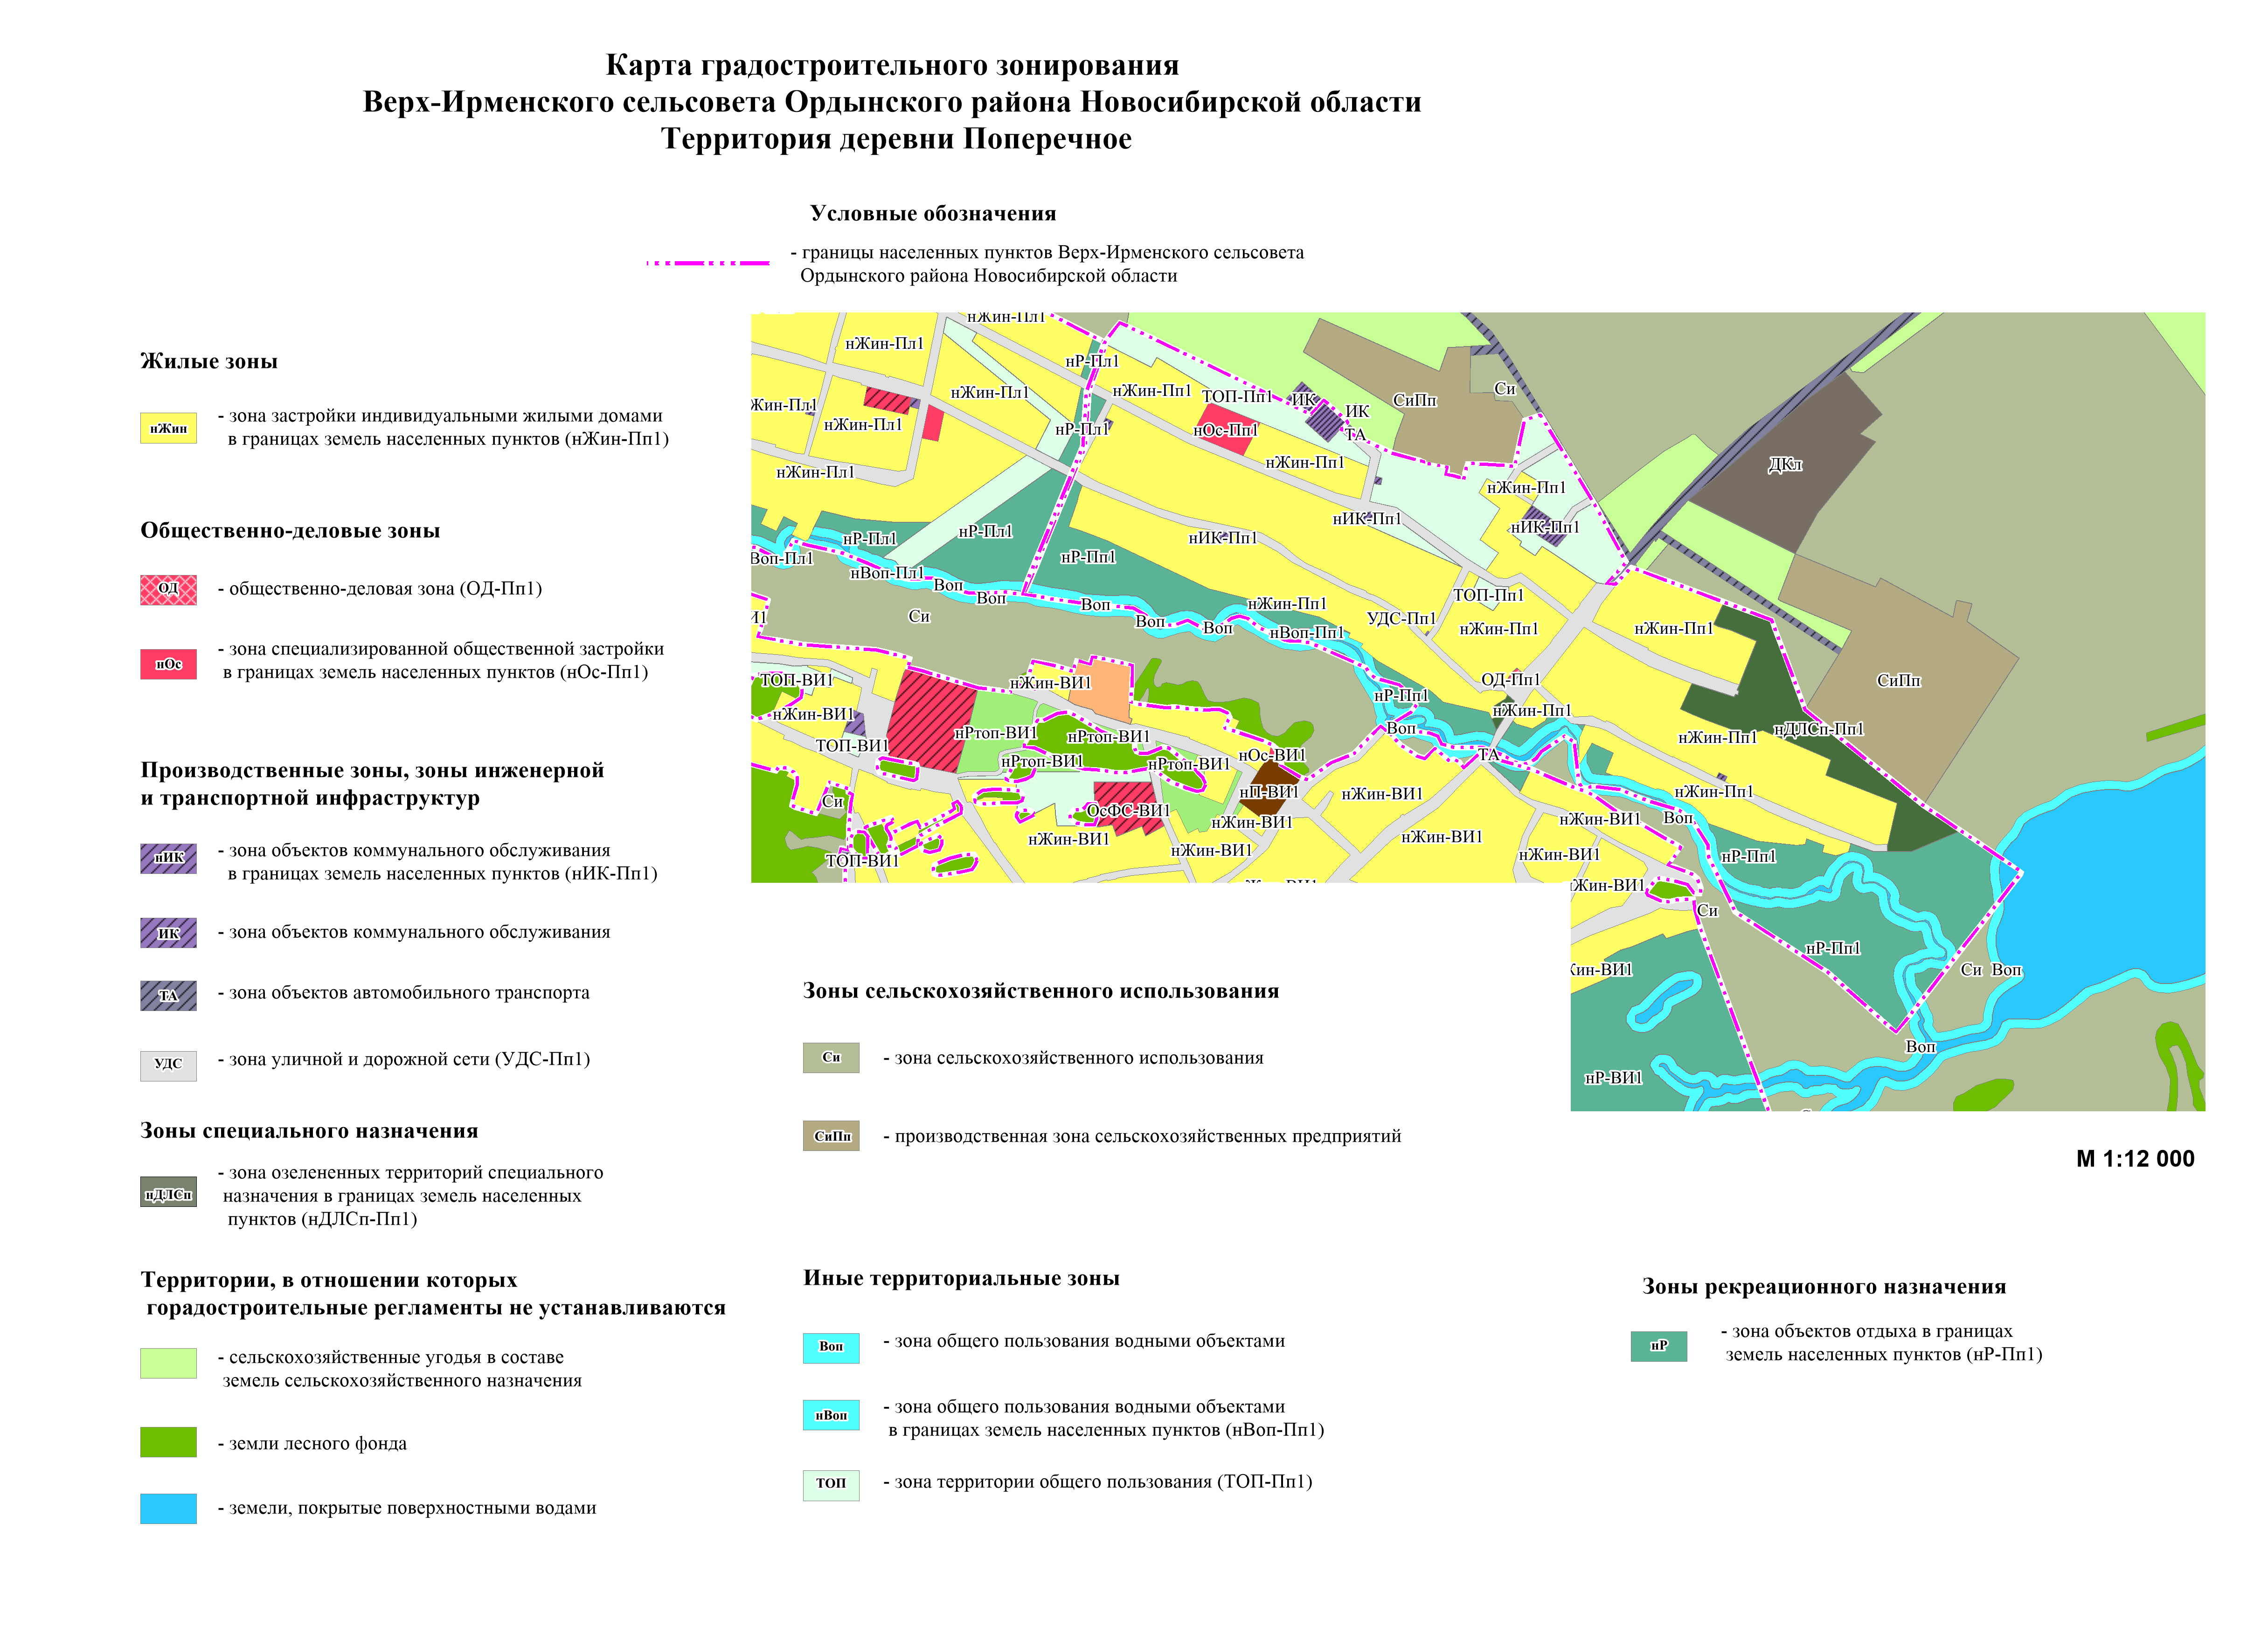 Карта градостроительного зонирования
Верх-Ирменского сельсовета Ордынского района Новосибирской области
Территория деревни Поперечное
Условные обозначения
- границы населенных пунктов Верх-Ирменского сельсовета
Ордынского района Новосибирской области
Жилые зоны
нЖин
- зона застройки индивидуальными жилыми домами
в границах земель населенных пунктов (нЖин-Пп1)
Общественно-деловые зоны
ОД
- общественно-деловая зона (ОД-Пп1)
нОс
- зона специализированной общественной застройки
в границах земель населенных пунктов (нОс-Пп1)
Производственные зоны, зоны инженерной
и транспортной инфраструктур
нИК
- зона объектов коммунального обслуживания
в границах земель населенных пунктов (нИК-Пп1)
ИК
- зона объектов коммунального обслуживания
ТА
- зона объектов автомобильного транспорта
УДС
- зона уличной и дорожной сети (УДС-Пп1)
Зоны специального назначения
нДЛСп
- зона озелененных территорий специального
назначения в границах земель населенных
пунктов (нДЛСп-Пп1)
Территории, в отношении которых
горадостроительные регламенты не устанавливаются
- сельскохозяйственные угодья в составе
земель сельскохозяйственного назначения
- земли лесного фонда
- земели, покрытые поверхностными водами
нЖин-Пл1
нЖин-Пл1
нР-Пл1
нЖин-Пл1
нЖин-Пп1
ТОП-Пп1
ИК
СиПп
Си
Жин-Пл1
нЖин-Пл1
нР-Пл1
нОс-Пп1
ИК
ТА
нЖин-Пл1
нЖин-Пп1
ДКл
нЖин-Пп1
нР-Пл1
нР-Пл1
нИК-Пп1
нИК-Пп1
нИК-Пп1
Воп-Пл1
нВоп-Пл1
нР-Пп1
Воп
Воп
Воп
Си
Воп
Воп
нЖин-Пп1
нВоп-Пп1
УДС-Пп1
ТОП-Пп1
нЖин-Пп1
нЖин-Пп1
И1
ТОП-ВИ1
нЖин-ВИ1
ОД-Пп1
СиПп
нЖин-ВИ1
нР-Пп1
нЖин-Пп1
ТОП-ВИ1
нРтоп-ВИ1
нРтоп-ВИ1
Воп
нЖин-Пп1
нДЛСп-Пп1
нРтоп-ВИ1
нРтоп-ВИ1
нОс-ВИ1
ТА
Си
нП-ВИ1
нЖин-ВИ1
нЖин-Пп1
ОсФС-ВИ1
нЖин-ВИ1
нЖин-ВИ1
Воп
нЖин-ВИ1
нЖин-ВИ1
нЖин-ВИ1
ТОП-ВИ1
нЖин-ВИ1
нР-Пп1
Жин-ВИ1
Си
нР-Пп1
Жин-ВИ1
Си
Воп
Воп
нР-ВИ1
М 1:12 000
Зоны сельскохозяйственного использования
Си
- зона сельскохозяйственного использования
СиПп
- производственная зона сельскохозяйственных предприятий
Иные территориальные зоны
Воп
- зона общего пользования водными объектами
нВоп
- зона общего пользования водными объектами
в границах земель населенных пунктов (нВоп-Пп1)
ТОП
- зона территории общего пользования (ТОП-Пп1)
Зоны рекреационного назначения
нР
- зона объектов отдыха в границах
земель населенных пунктов (нР-Пп1)